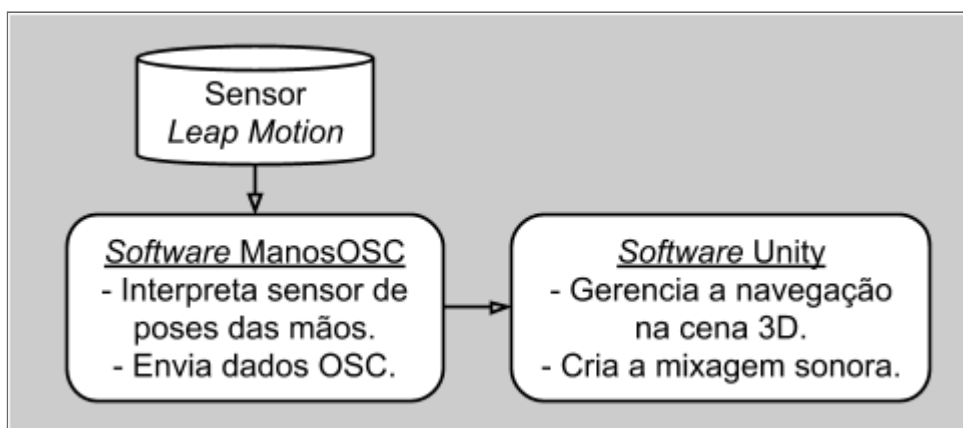 Sensor
Leap Motion
Software ManosOSC
- Interpreta sensor de
poses das mãos.
- Envia dados OSC.
Software Unity
- Gerencia a navegação
na cena 3D.
- Cria a mixagem sonora.